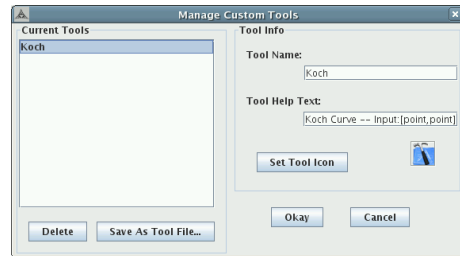 Manage Custom Tools
Current Tools
Koch
Delete
Save As Tool File...
Tool Info
Tool Name:
Koch
Tool Help Text:
Koch Curve -- Input:[point,point]
Set Tool Icon
Okay
Cancel